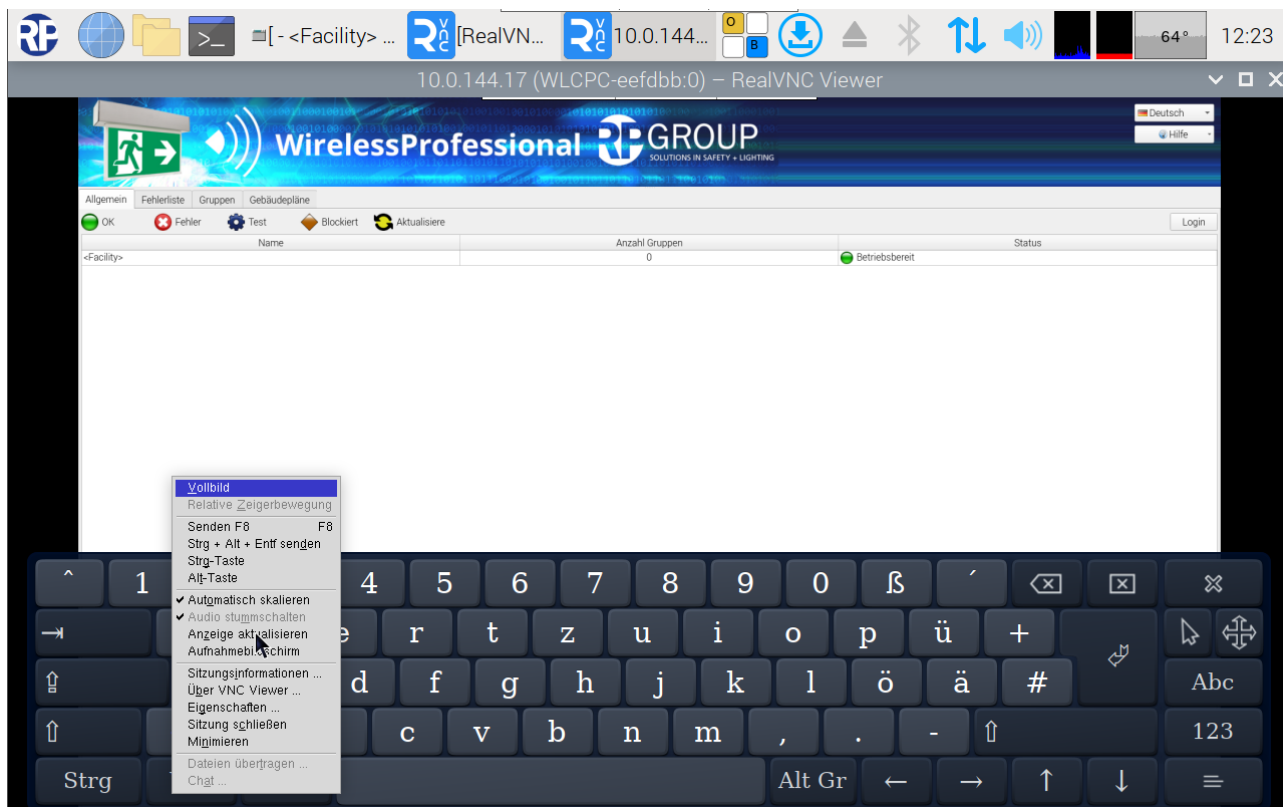 [ - <Facility> ...
[RealVN...
10.0.144...
O
B
64°
12:23
10.0.144.17 (WLCPC-eefdbb:0) – RealVNC Viewer
WirelessProfessional
RP GROUP
SOLUTIONS IN SAFETY + LIGHTING
Deutsch
Hilfe
Allgemein Fehlerliste Gruppen Gebäudepläne
OK Fehler Test Blockiert Aktualisiere Login
Name Anzahl Gruppen Status
<Facility> 0 Betriebsbereit
Vollbild
Relative Zeigerbewegung
Senden F8 F8
Strg + Alt + Entf senden
Strg-Taste
Alt-Taste
Automatisch skalieren
Audio stummschalten
Anzeige aktualisieren
Sitzungsinformationen ...
Über VNC Viewer ...
Eigenschaften ...
Sitzung schließen
Minimieren
Dateien übertragen ...
Chat ...
^ 1 4 5 6 7 8 9 0 ß ´
e r t z u i o p ü +
d f g h j k l ö ä # Abc
c v b n m , . - 123
Strg Alt Gr ← → ↑ ↓